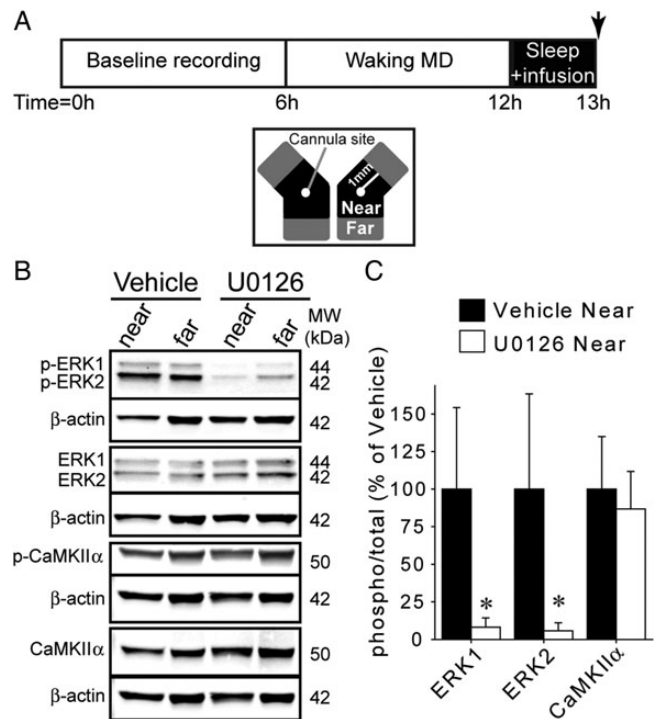 A
Baseline recording
Waking MD
Sleep
+infusion
Time=0h
6h
12h
13h
Cannula site
1mm
Near
Far
B
Vehicle
U0126
near
far
near
far
MW
(kDa)
p-ERK1
44
p-ERK2
42
β-actin
42
ERK1
44
ERK2
42
β-actin
42
p-CaMKIIα
50
β-actin
42
CaMKIIα
50
β-actin
42
C
Vehicle Near
U0126 Near
phospho/total (% of Vehicle)
150
125
100
75
50
25
0
*
*
ERK1
ERK2
CaMKIIα